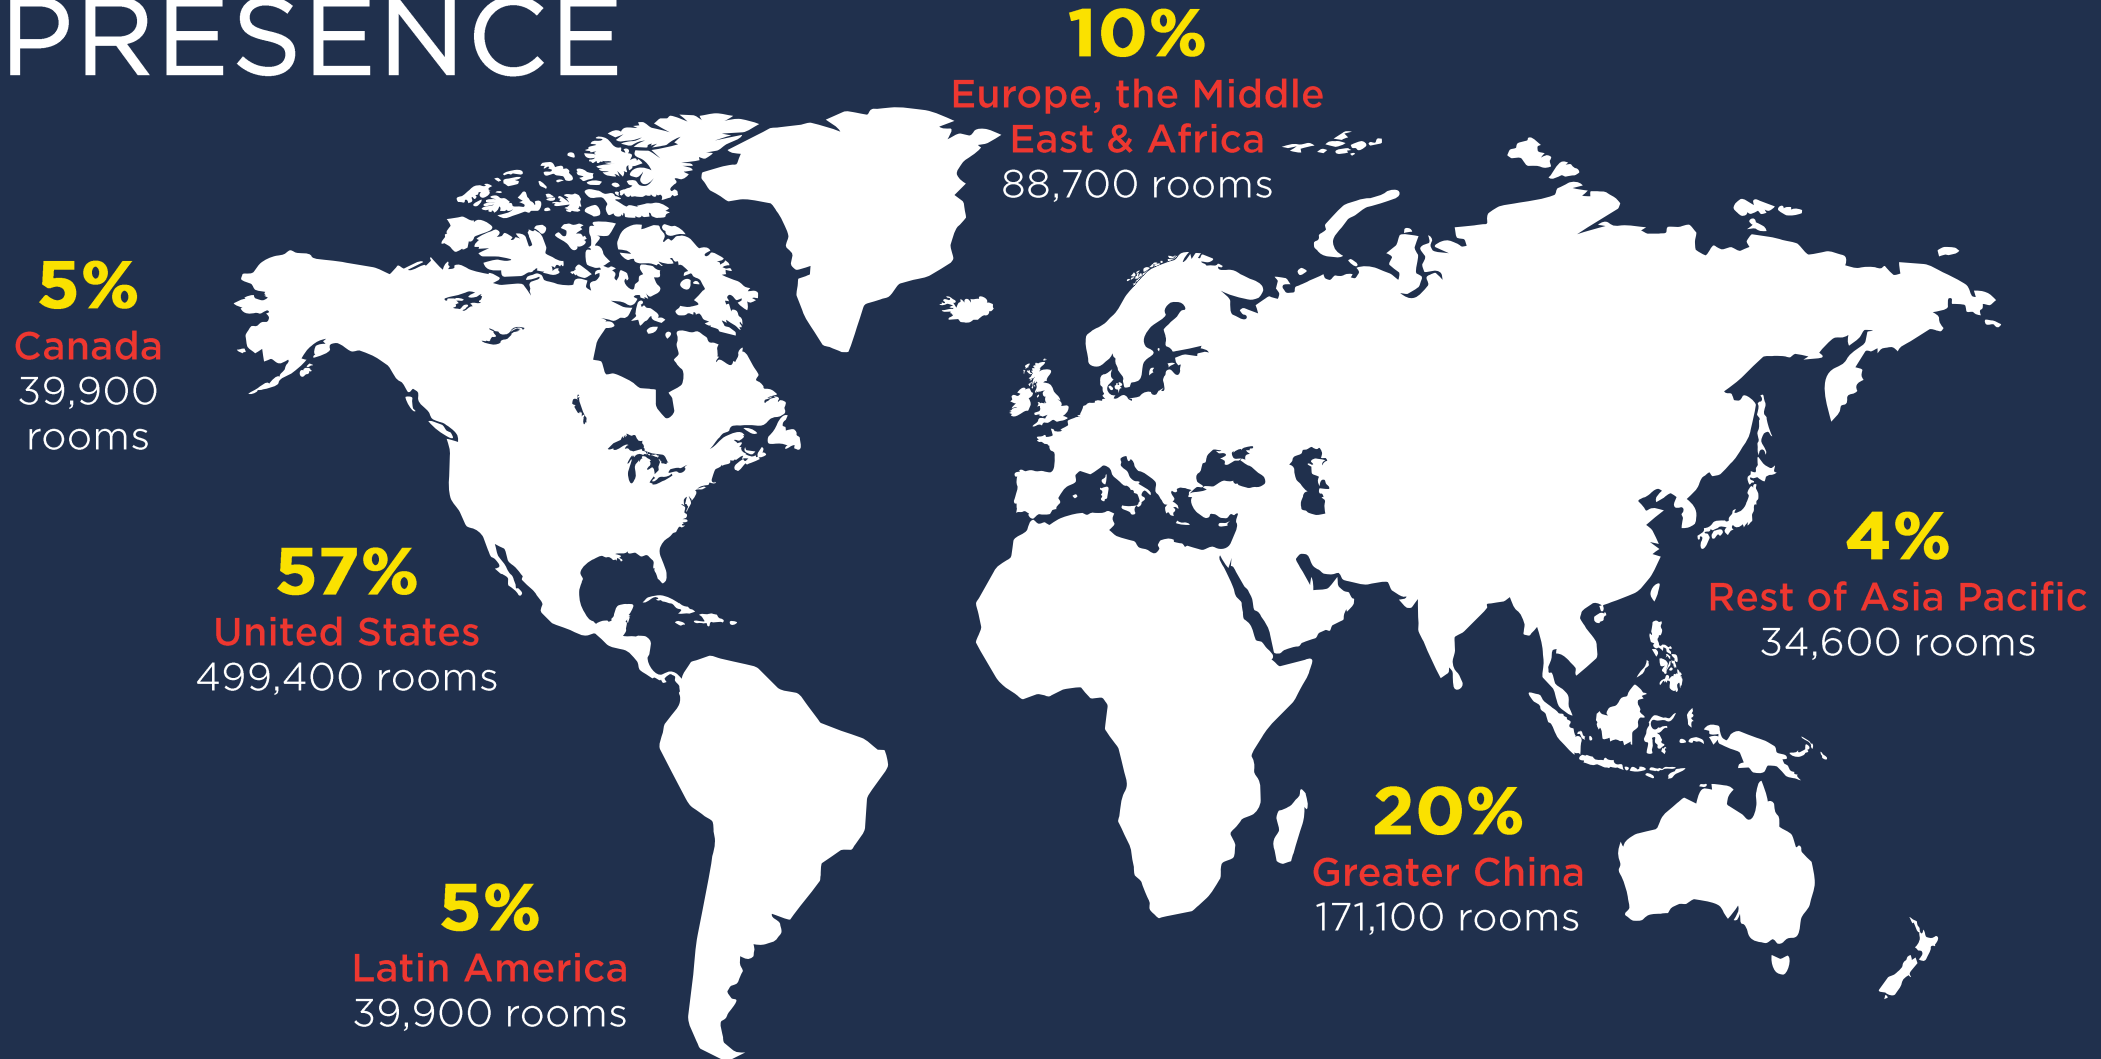 PRESENCE
10%
Europe, the Middle
East & Africa
88,700 rooms
5%
Canada
39,900
rooms
57%
United States
499,400 rooms
4%
Rest of Asia Pacific
34,600 rooms
20%
Greater China
171,100 rooms
5%
Latin America
39,900 rooms